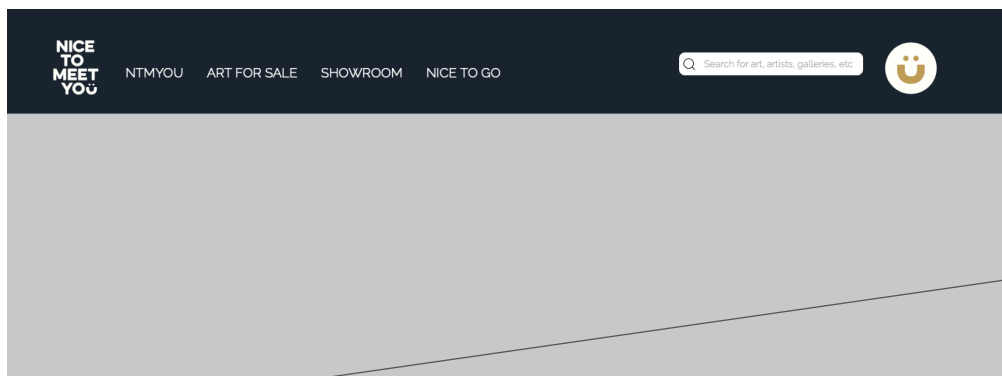 NICE
TO
MEET
YOÜ
NTMYOU ART FOR SALE SHOWROOM NICE TO GO
Search for art, artists, galleries, etc
Ü